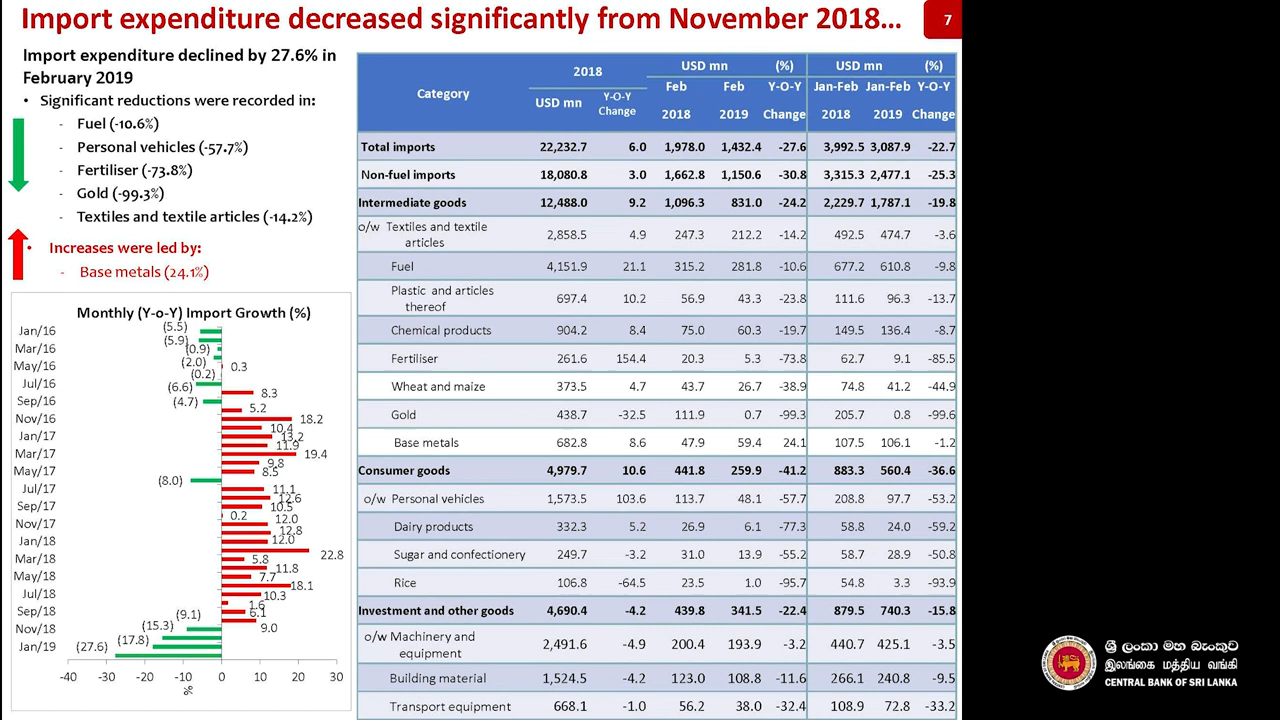 Import expenditure decreased significantly from November 2018...
7
Import expenditure declined by 27.6% in
February 2019
• Significant reductions were recorded in:
- Fuel (-10.6%)
- Personal vehicles (-57.7%)
- Fertiliser (-73.8%)
- Gold (-99.3%)
- Textiles and textile articles (-14.2%)
• Increases were led by:
- Base metals (24.1%)
Monthly (Y-o-Y) Import Growth (%)
Jan/16 (5.5)
(5.9)
Mar/16 (0.9)
(2.0)
May/16 0.3
(0.2)
Jul/16 (6.6)
8.3
Sep/16 (4.7)
5.2
Nov/16 18.2
10.4
Jan/17 13.2
11.9
Mar/17 19.4
9.8
May/17 8.5
(8.0)
Jul/17 11.1
12.6
Sep/17 10.5
0.2
Nov/17 12.0
12.8
Jan/18 12.0
22.8
Mar/18 5.8
11.8
May/18 7.7
18.1
Jul/18 10.3
1.6
Sep/18 6.1
9.0
Nov/18 (9.1)
(15.3)
Jan/19 (17.8)
(27.6)
-40 -30 -20 -10 0 10 20 30
%
Category 2018 USD mn (%) USD mn (%)
USD mn Y-O-Y Change Feb 2018 Feb 2019 Y-O-Y Change Jan-Feb 2018 Jan-Feb 2019 Y-O-Y Change
Total imports 22,232.7 6.0 1,978.0 1,432.4 -27.6 3,992.5 3,087.9 -22.7
Non-fuel imports 18,080.8 3.0 1,662.8 1,150.6 -30.8 3,315.3 2,477.1 -25.3
Intermediate goods 12,488.0 9.2 1,096.3 831.0 -24.2 2,229.7 1,787.1 -19.8
o/w Textiles and textile articles 2,858.5 4.9 247.3 212.2 -14.2 492.5 474.7 -3.6
Fuel 4,151.9 21.1 315.2 281.8 -10.6 677.2 610.8 -9.8
Plastic and articles thereof 697.4 10.2 56.9 43.3 -23.8 111.6 96.3 -13.7
Chemical products 904.2 8.4 75.0 60.3 -19.7 149.5 136.4 -8.7
Fertiliser 261.6 154.4 20.3 5.3 -73.8 62.7 9.1 -85.5
Wheat and maize 373.5 4.7 43.7 26.7 -38.9 74.8 41.2 -44.9
Gold 438.7 -32.5 111.9 0.7 -99.3 205.7 0.8 -99.6
Base metals 682.8 8.6 47.9 59.4 24.1 107.5 106.1 -1.2
Consumer goods 4,979.7 10.6 441.8 259.9 -41.2 883.3 560.4 -36.6
o/w Personal vehicles 1,573.5 103.6 113.7 48.1 -57.7 208.8 97.7 -53.2
Dairy products 332.3 5.2 26.9 6.1 -77.3 58.8 24.0 -59.2
Sugar and confectionery 249.7 -3.2 31.0 13.9 -55.2 58.7 28.9 -50.8
Rice 106.8 -64.5 23.5 1.0 -95.7 54.8 3.3 -93.9
Investment and other goods 4,690.4 -4.2 439.8 341.5 -22.4 879.5 740.3 -15.8
o/w Machinery and equipment 2,491.6 -4.9 200.4 193.9 -3.2 440.7 425.1 -3.5
Building material 1,524.5 -4.2 123.0 108.8 -11.6 266.1 240.8 -9.5
Transport equipment 668.1 -1.0 56.2 38.0 -32.4 108.9 72.8 -33.2
ශ්‍රී ලංකා මහ බැංකුව
இலங்கை மத்திய வங்கி
CENTRAL BANK OF SRI LANKA